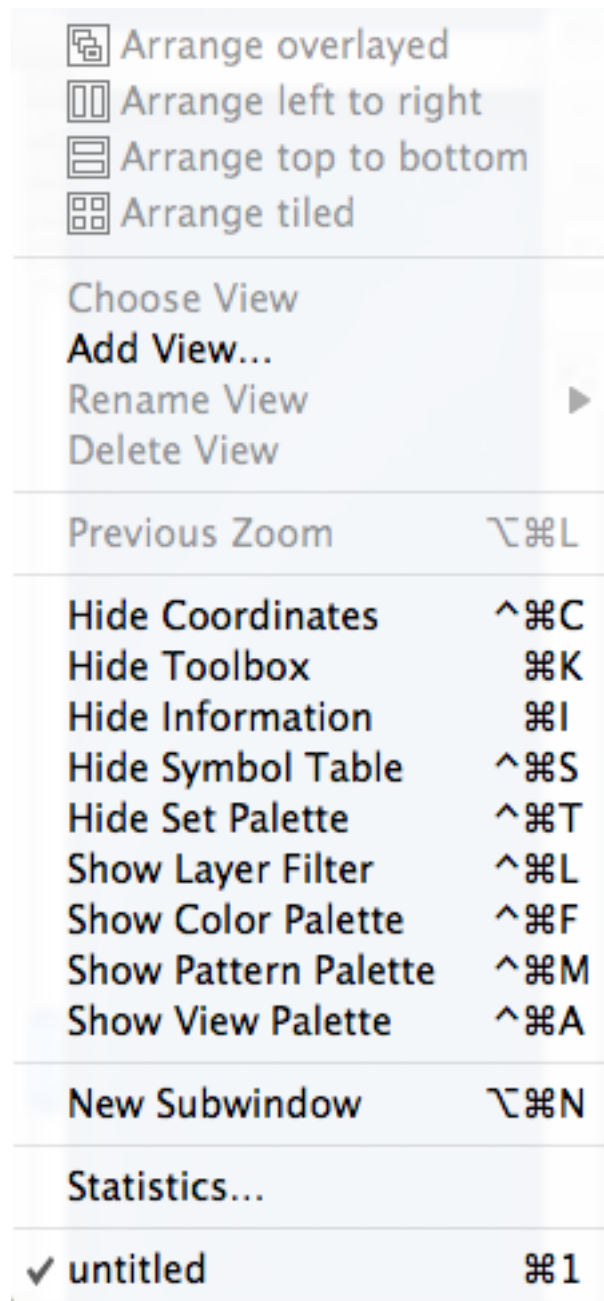 Arrange overlayed
Arrange left to right
Arrange top to bottom
Arrange tiled
Choose View
Add View...
Rename View ▶
Delete View
Previous Zoom ⌥⌘L
Hide Coordinates ^⌘C
Hide Toolbox ⌘K
Hide Information ⌘I
Hide Symbol Table ^⌘S
Hide Set Palette ^⌘T
Show Layer Filter ^⌘L
Show Color Palette ^⌘F
Show Pattern Palette ^⌘M
Show View Palette ^⌘A
New Subwindow ⌥⌘N
Statistics...
✓ untitled ⌘1